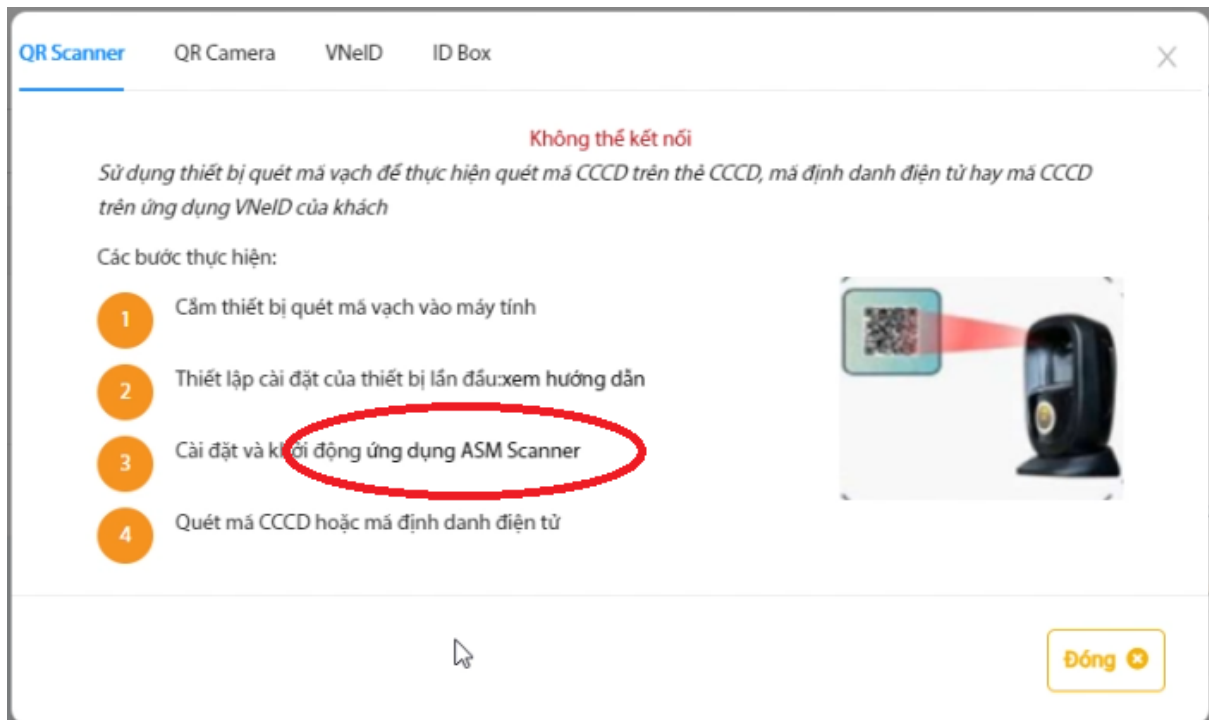 QR Scanner QR Camera VNeID ID Box
Không thể kết nối
Sử dụng thiết bị quét mã vạch để thực hiện quét mã CCCD trên thẻ CCCD, mã định danh điện tử hay mã CCCD
trên ứng dụng VNeID của khách
Các bước thực hiện:
1 Cắm thiết bị quét mã vạch vào máy tính
2 Thiết lập cài đặt của thiết bị lần đầu:xem hướng dẫn
3 Cài đặt và khởi động ứng dụng ASM Scanner
4 Quét mã CCCD hoặc mã định danh điện tử
Đóng